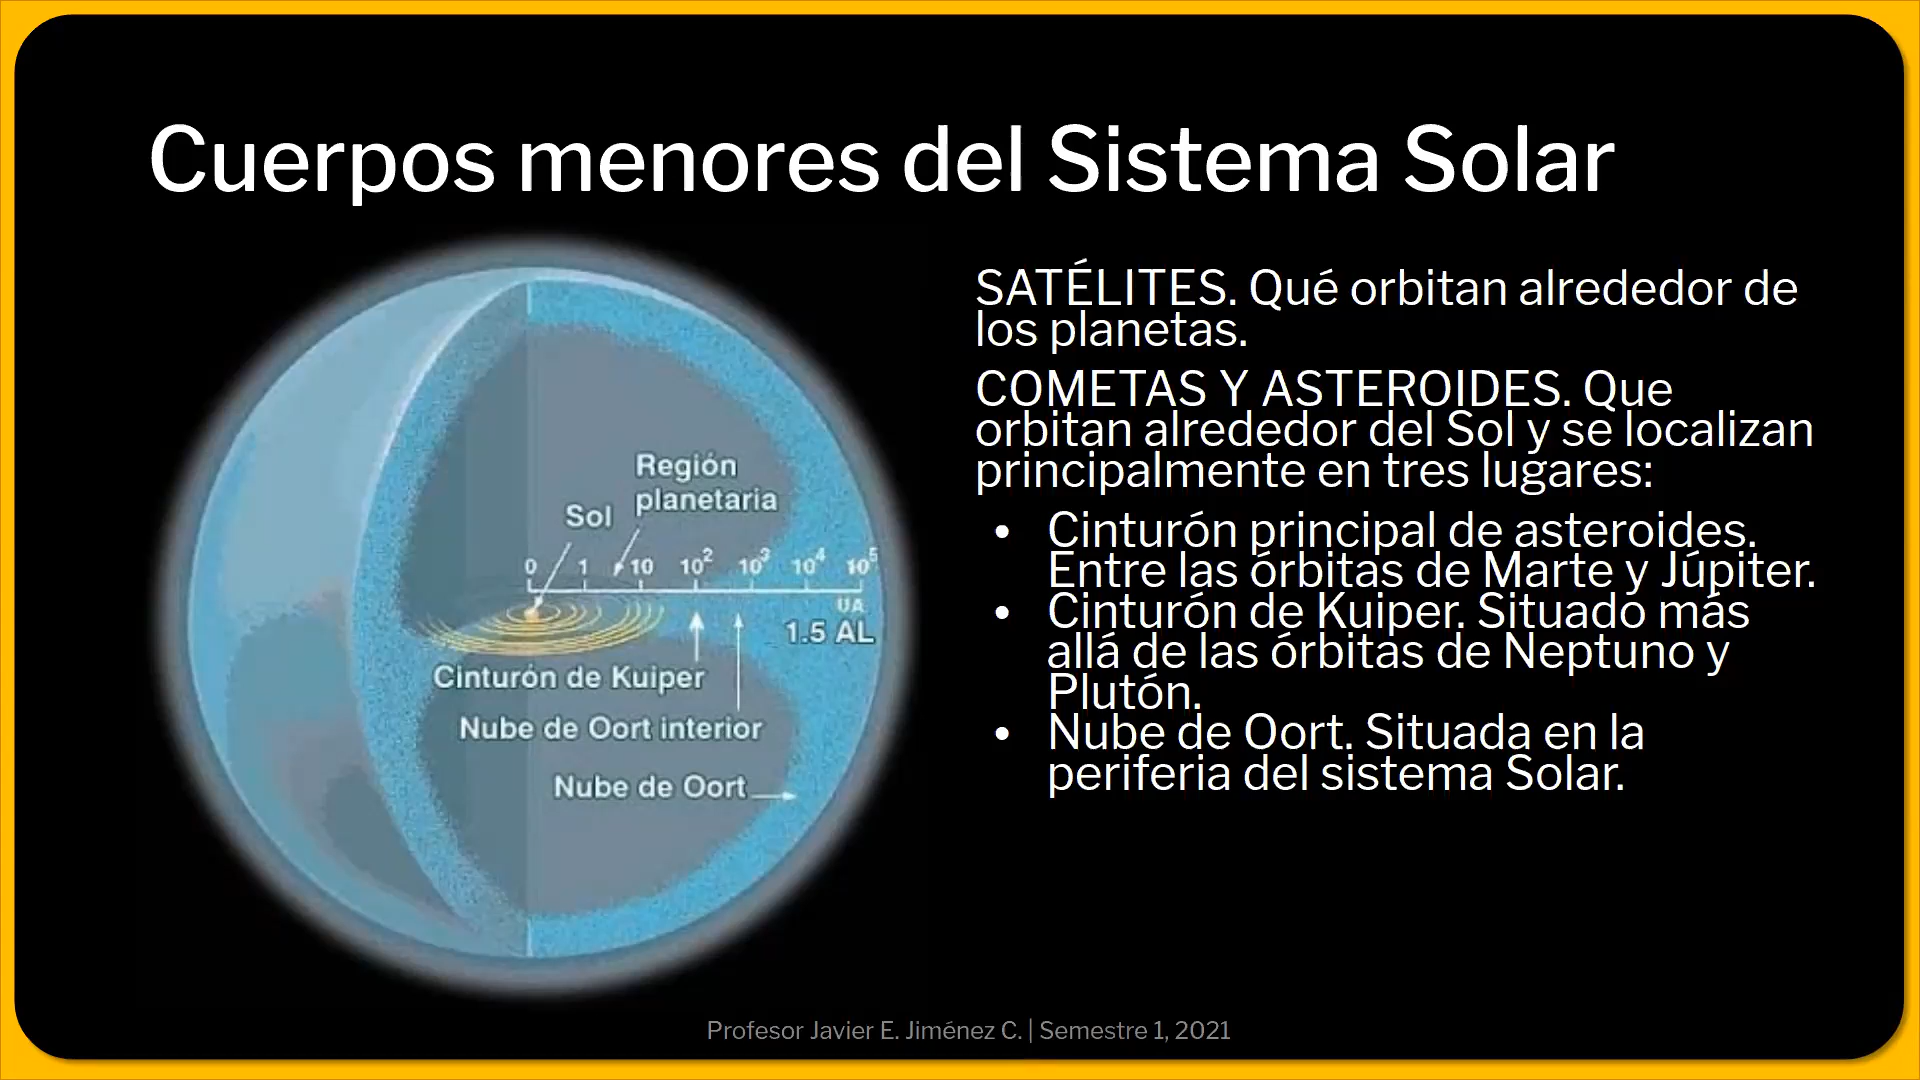 Cuerpos menores del Sistema Solar
SATÉLITES. Qué orbitan alrededor de
los planetas.
COMETAS Y ASTEROIDES. Que
orbitan alrededor del Sol y se localizan
principalmente en tres lugares:
• Cinturón principal de asteroides.
Entre las órbitas de Marte y Júpiter.
• Cinturón de Kuiper. Situado más
allá de las órbitas de Neptuno y
Plutón.
• Nube de Oort. Situada en la
periferia del sistema Solar.
Región
planetaria
Sol
0 1 10 10² 10³ 10⁴ 10⁵
UA
1.5 AL
Cinturón de Kuiper
Nube de Oort interior
Nube de Oort
Profesor Javier E. Jiménez C. | Semestre 1, 2021